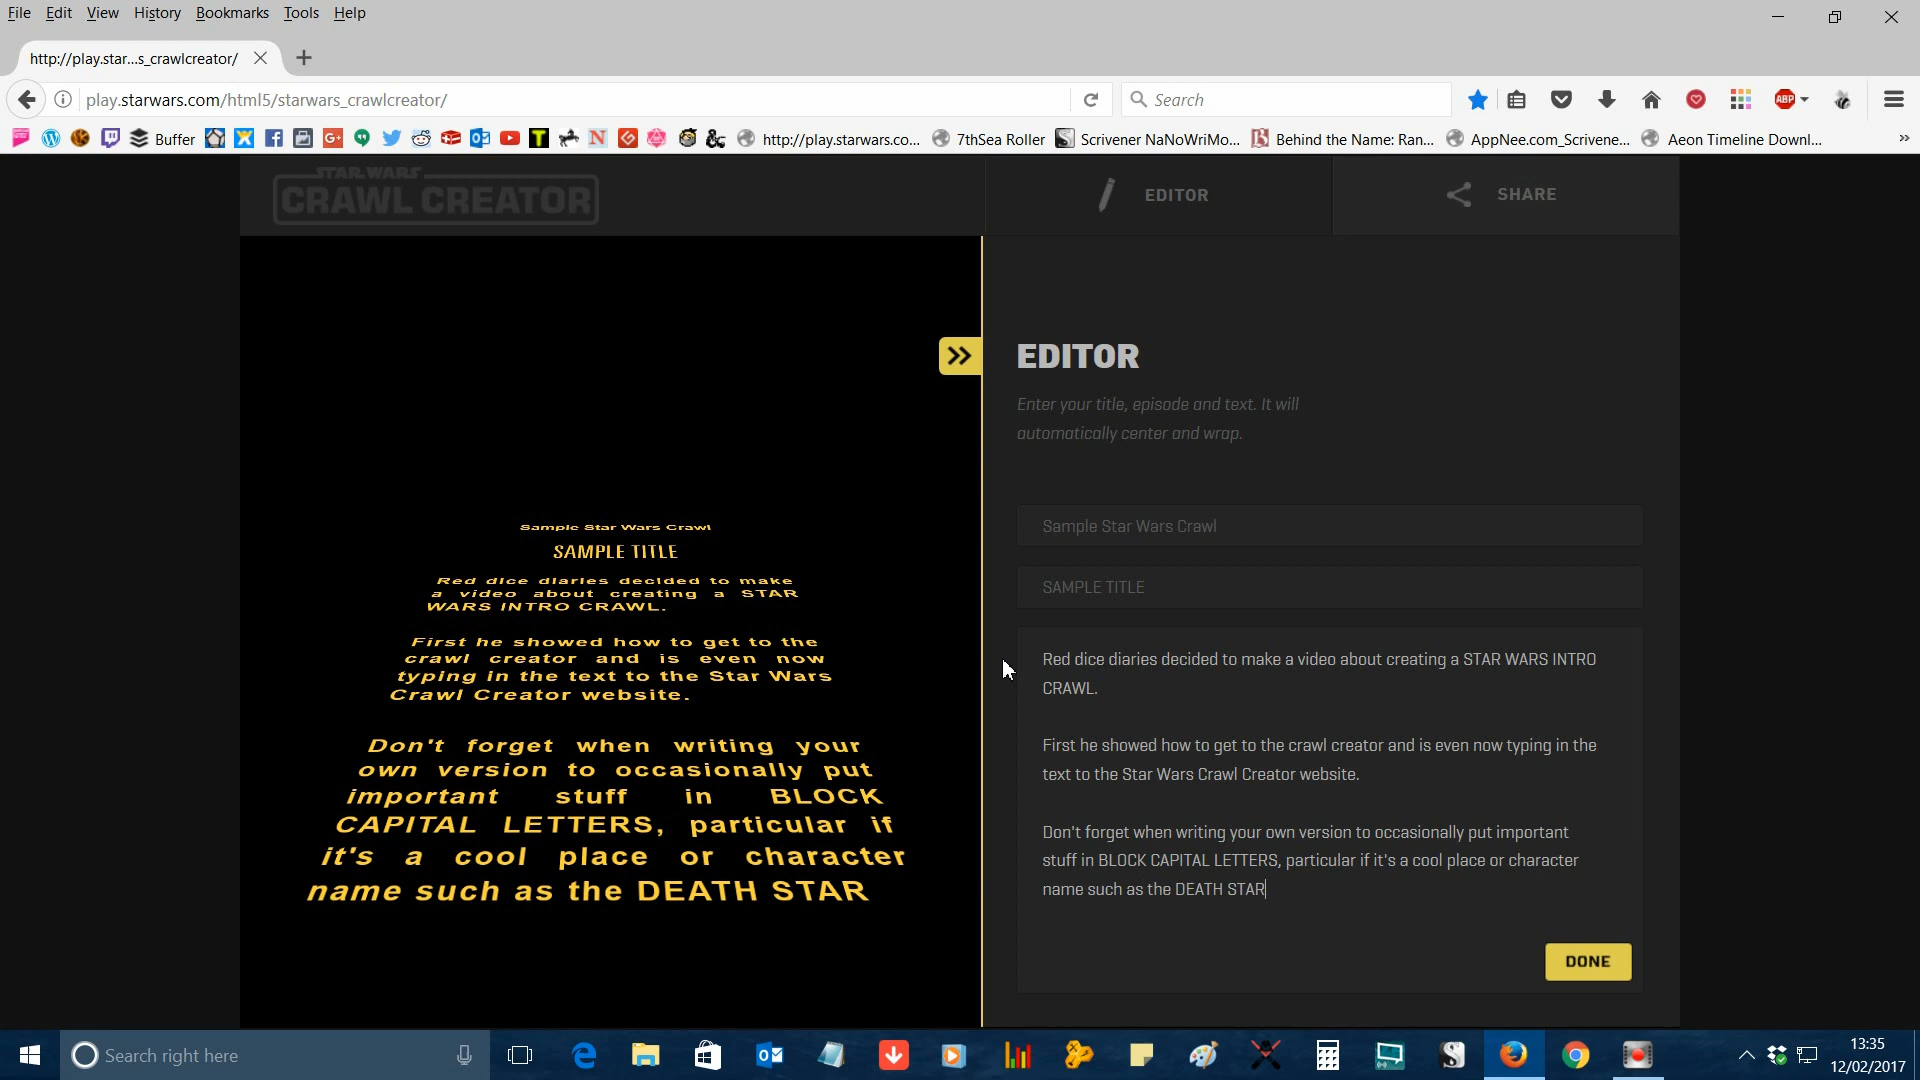 File Edit View History Bookmarks Tools Help
http://play.star...s_crawlcreator/
play.starwars.com/html5/starwars_crawlcreator/
Search
ABP
Buffer
http://play.starwars.co...
7thSea Roller
Scrivener NaNoWriMo...
Behind the Name: Ran...
AppNee.com_Scrivene...
Aeon Timeline Downl...
STAR WARS
CRAWL CREATOR
EDITOR
SHARE
Sample Star Wars Crawl
SAMPLE TITLE
Red dice diaries decided to make
a video about creating a STAR
WARS INTRO CRAWL.
First he showed how to get to the
crawl creator and is even now
typing in the text to the Star Wars
Crawl Creator website.
Don't forget when writing your
own version to occasionally put
important stuff in BLOCK
CAPITAL LETTERS, particular if
it's a cool place or character
name such as the DEATH STAR
EDITOR
Enter your title, episode and text. It will
automatically center and wrap.
Sample Star Wars Crawl
SAMPLE TITLE
Red dice diaries decided to make a video about creating a STAR WARS INTRO
CRAWL.
First he showed how to get to the crawl creator and is even now typing in the
text to the Star Wars Crawl Creator website.
Don't forget when writing your own version to occasionally put important
stuff in BLOCK CAPITAL LETTERS, particular if it's a cool place or character
name such as the DEATH STAR
DONE
Search right here
13:35
12/02/2017